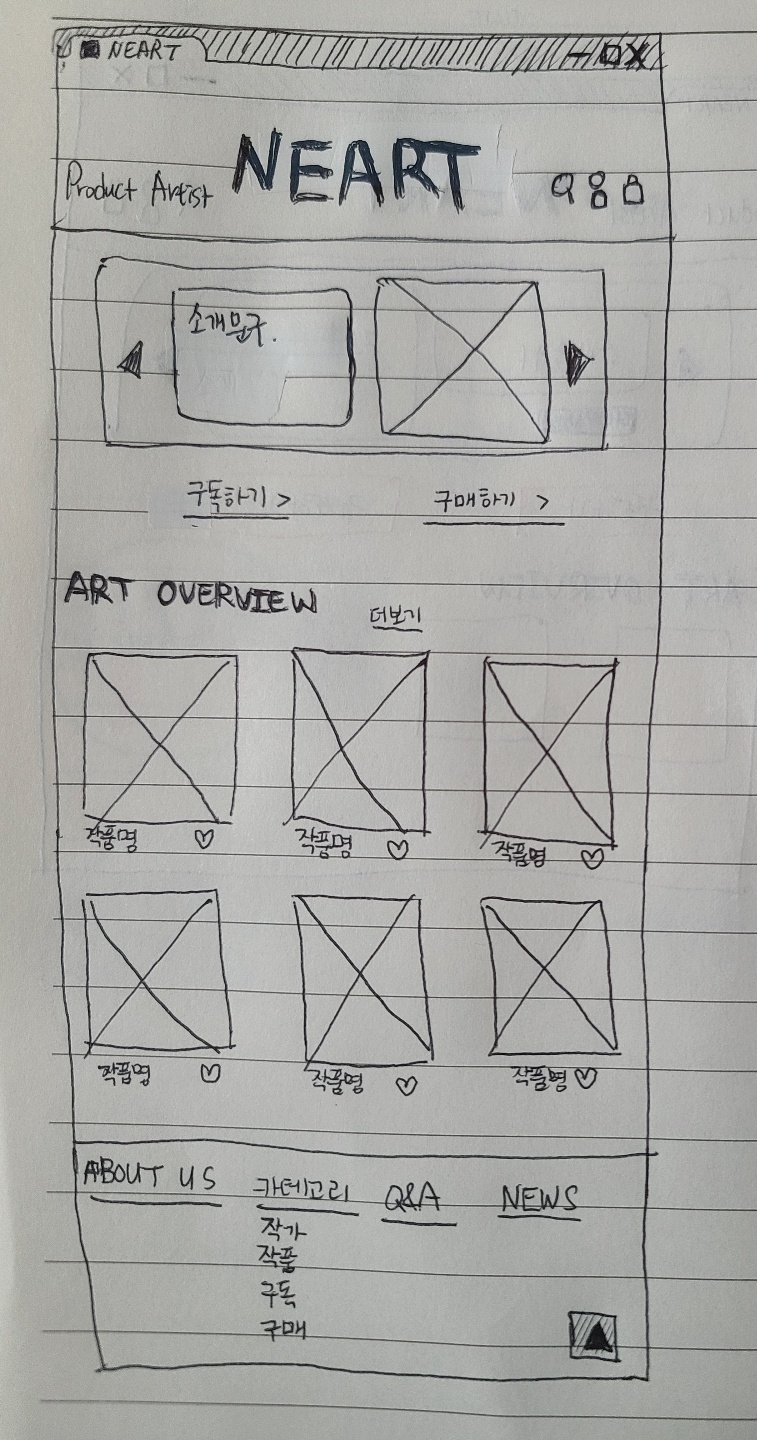 NEART
NEART
Product Artist
소개문구.
구독하기 > 구매하기 >
ART OVERVIEW 더보기
작품명 작품명 작품명
작품명 작품명 작품명
ABOUT US 카테고리 Q&A NEWS
작가
작품
구독
구매